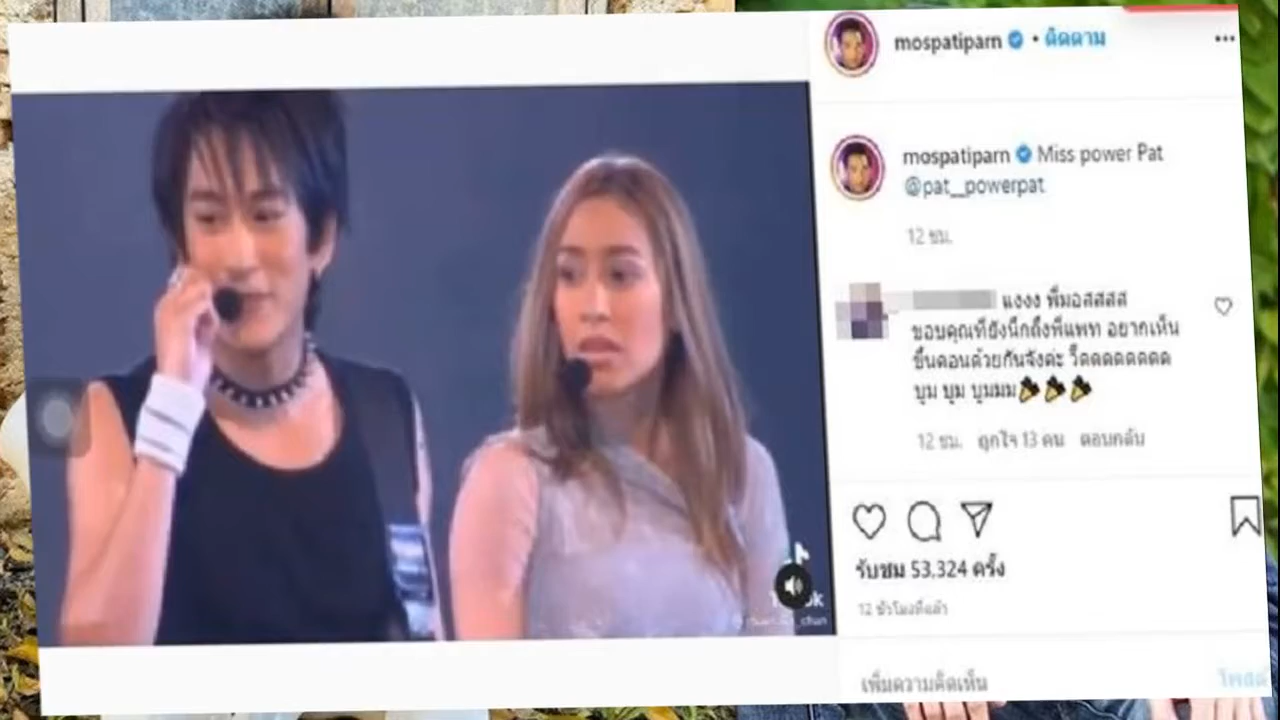 mospatiparn • ติดตาม
mospatiparn Miss power Pat
@pat__powerpat
12 ชม.
แงงง พี่มอสสสส
ขอบคุณที่ยังนึกถึงพี่แพท อยากเห็น
ขึ้นคอนด้วยกันจังค่ะ วี๊ดดดดดดดด
บูม บูม บูมมม
12 ชม. ถูกใจ 13 คน ตอบกลับ
รับชม 53,324 ครั้ง
12 ชั่วโมงที่แล้ว
เพิ่มความคิดเห็น
โพสต์